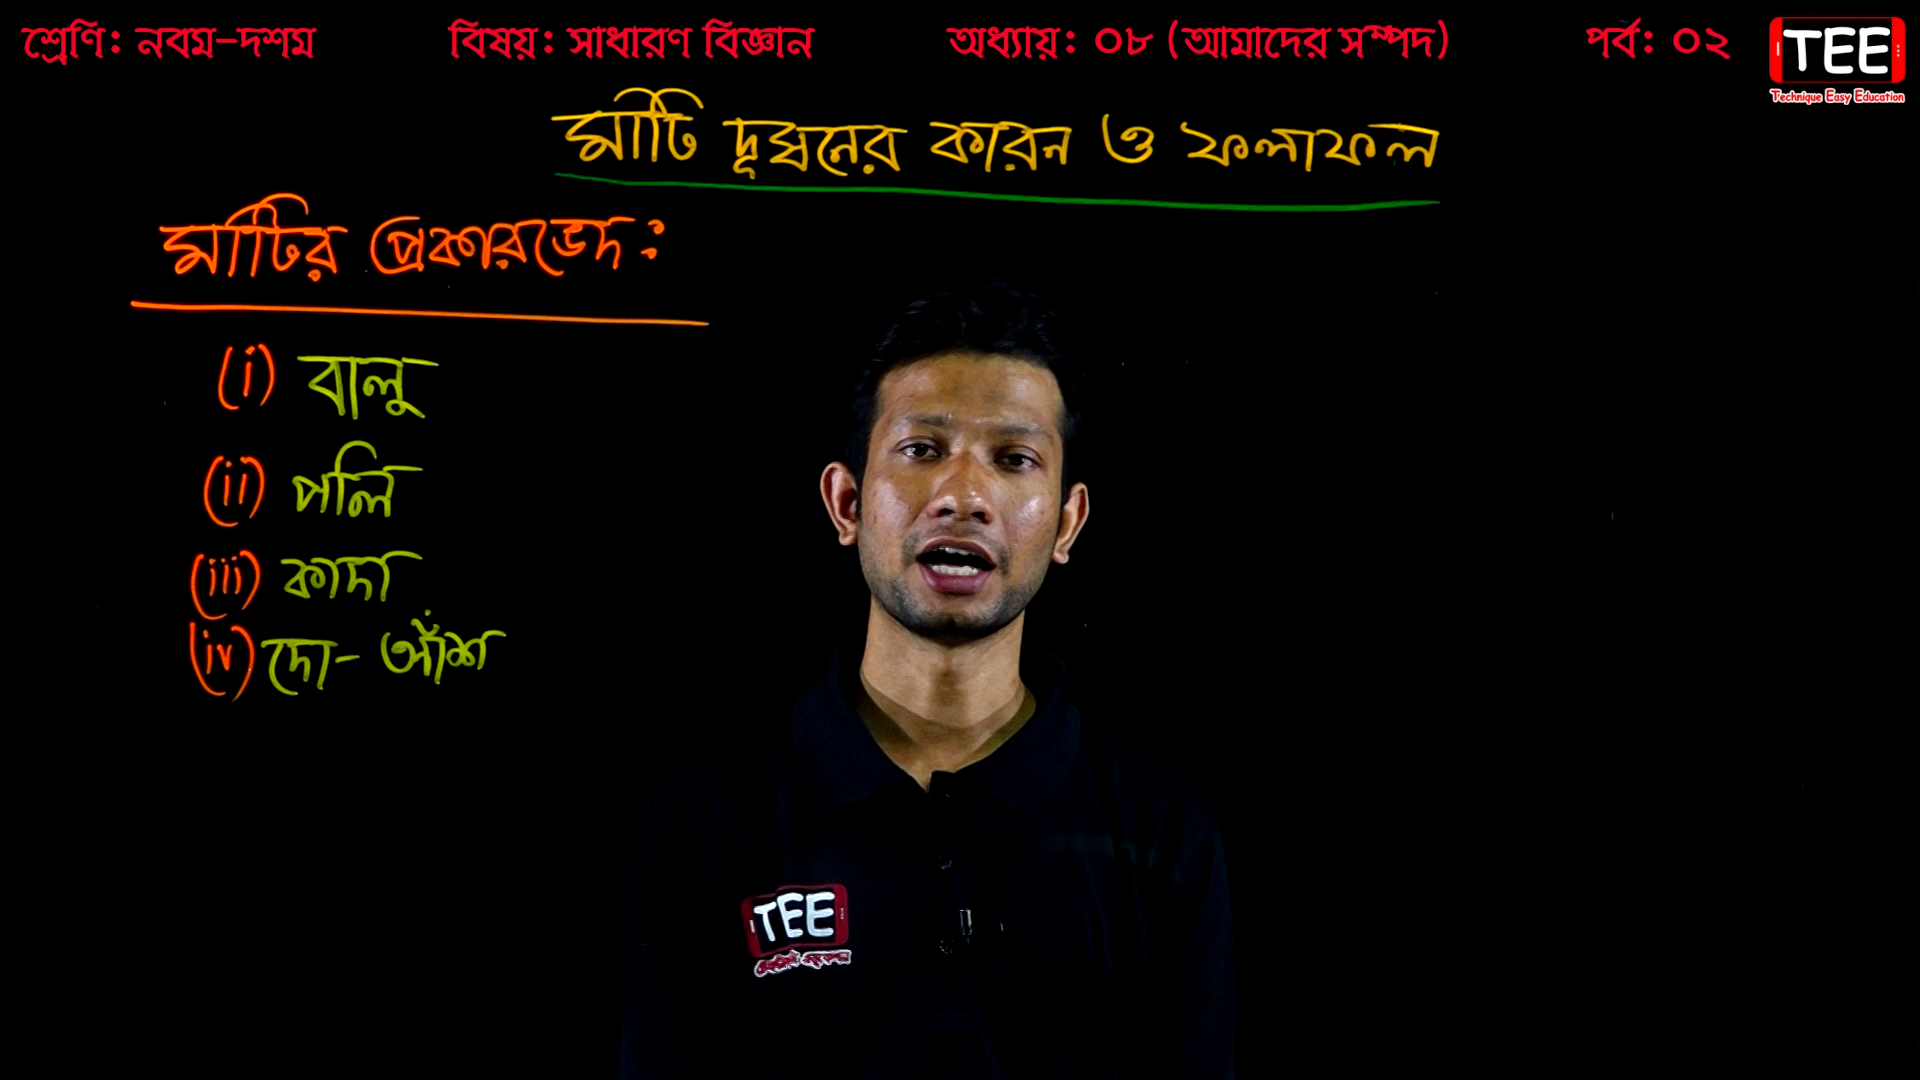 শ্রেণি: নবম-দশম বিষয়: সাধারণ বিজ্ঞান অধ্যায়: ০৮ (আমাদের সম্পদ) পর্ব: ০২
TEE
Technique Easy Education
মাটি দূষনের কারন ও ফলাফল
মাটির প্রকারভেদ:
(i) বালু
(ii) পলি
(iii) কাদা
(iv) দো- আঁশ
TEE